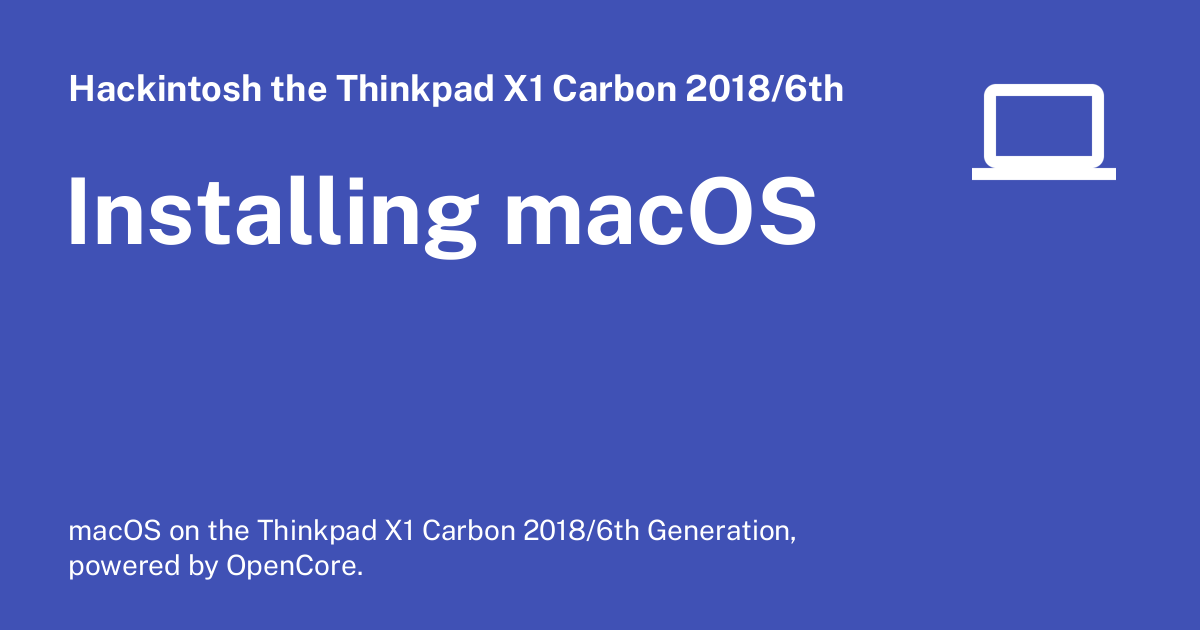 Hackintosh the Thinkpad X1 Carbon 2018/6th
Installing macOS
macOS on the Thinkpad X1 Carbon 2018/6th Generation,
powered by OpenCore.